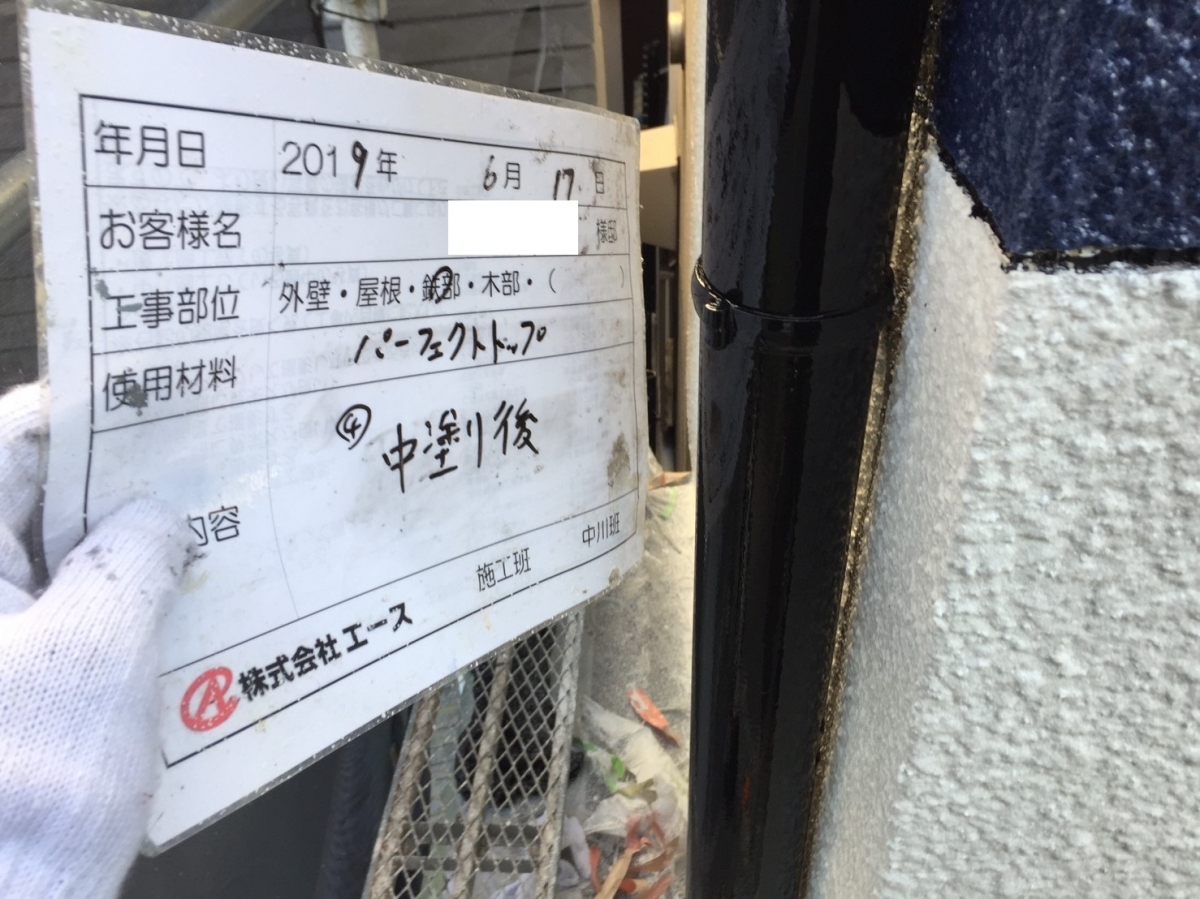 年月日 2019年 6月 17日
お客様名 様邸
工事部位 外壁・屋根・鉄部・木部・( )
使用材料 パーフェクトトップ
④ 中塗り後
内容
施工班 中川班
株式会社エース